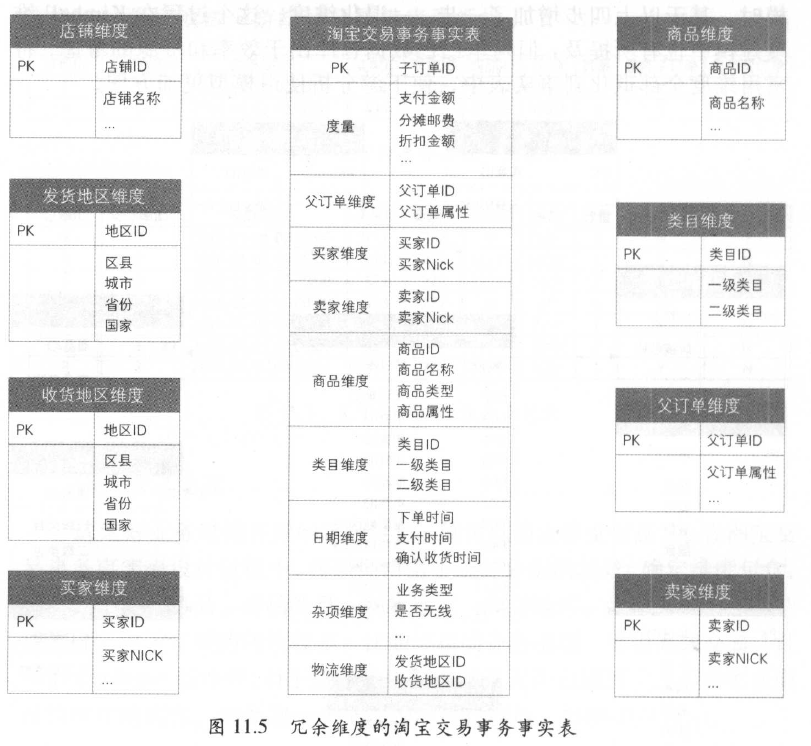 店铺维度
PK 店铺ID
店铺名称
...
发货地区维度
PK 地区ID
区县
城市
省份
国家
收货地区维度
PK 地区ID
区县
城市
省份
国家
买家维度
PK 买家ID
买家NICK
...
淘宝交易事务事实表
PK 子订单ID
度量
支付金额
分摊邮费
折扣金额
...
父订单维度
父订单ID
父订单属性
买家维度
买家ID
买家Nick
卖家维度
卖家ID
卖家Nick
商品维度
商品ID
商品名称
商品类型
商品属性
类目维度
类目ID
一级类目
二级类目
日期维度
下单时间
支付时间
确认收货时间
杂项维度
业务类型
是否无线
...
物流维度
发货地区ID
收货地区ID
商品维度
PK 商品ID
商品名称
...
类目维度
PK 类目ID
一级类目
二级类目
父订单维度
PK 父订单ID
父订单属性
...
卖家维度
PK 卖家ID
卖家NICK
...
图 11.5 冗余维度的淘宝交易事务事实表